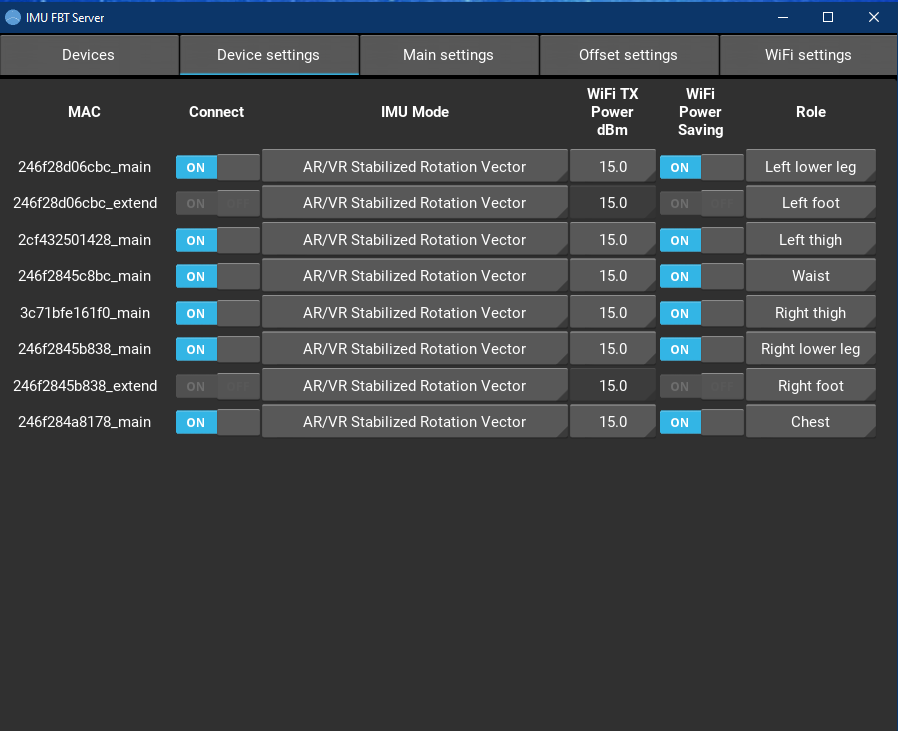 IMU FBT Server
Devices Device settings Main settings Offset settings WiFi settings
MAC Connect IMU Mode WiFi TX Power dBm WiFi Power Saving Role
246f28d06cbc_main ON AR/VR Stabilized Rotation Vector 15.0 ON Left lower leg
246f28d06cbc_extend ON OFF AR/VR Stabilized Rotation Vector 15.0 ON OFF Left foot
2cf432501428_main ON AR/VR Stabilized Rotation Vector 15.0 ON Left thigh
246f2845c8bc_main ON AR/VR Stabilized Rotation Vector 15.0 ON Waist
3c71bfe161f0_main ON AR/VR Stabilized Rotation Vector 15.0 ON Right thigh
246f2845b838_main ON AR/VR Stabilized Rotation Vector 15.0 ON Right lower leg
246f2845b838_extend ON OFF AR/VR Stabilized Rotation Vector 15.0 ON OFF Right foot
246f284a8178_main ON AR/VR Stabilized Rotation Vector 15.0 ON Chest